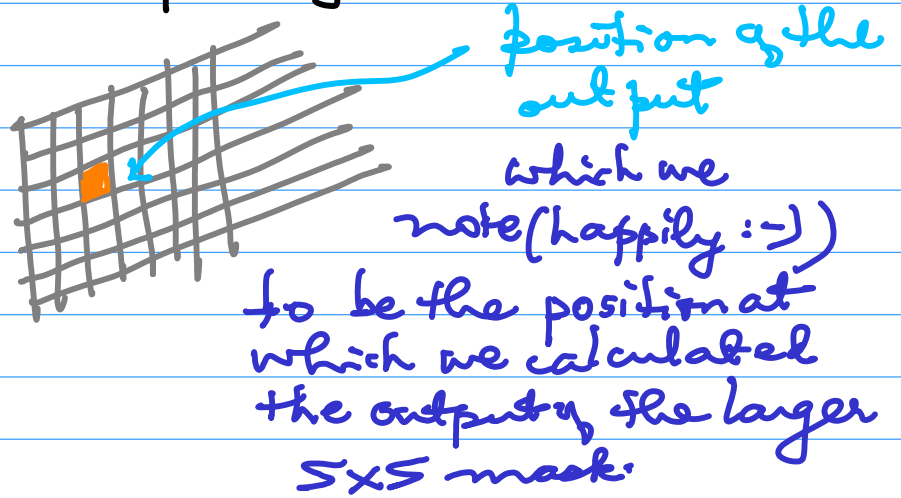 position of the
output
which we
note (happily :-))
to be the position at
which we calculated
the output of the larger
5x5 mask.